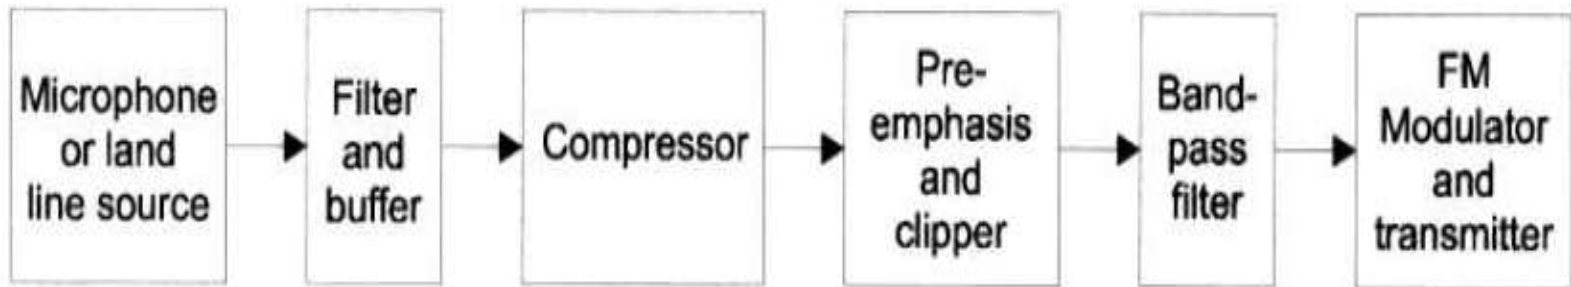 Microphone
or land
line source
Filter
and
buffer
Compressor
Pre-
emphasis
and
clipper
Band-
pass
filter
FM
Modulator
and
transmitter